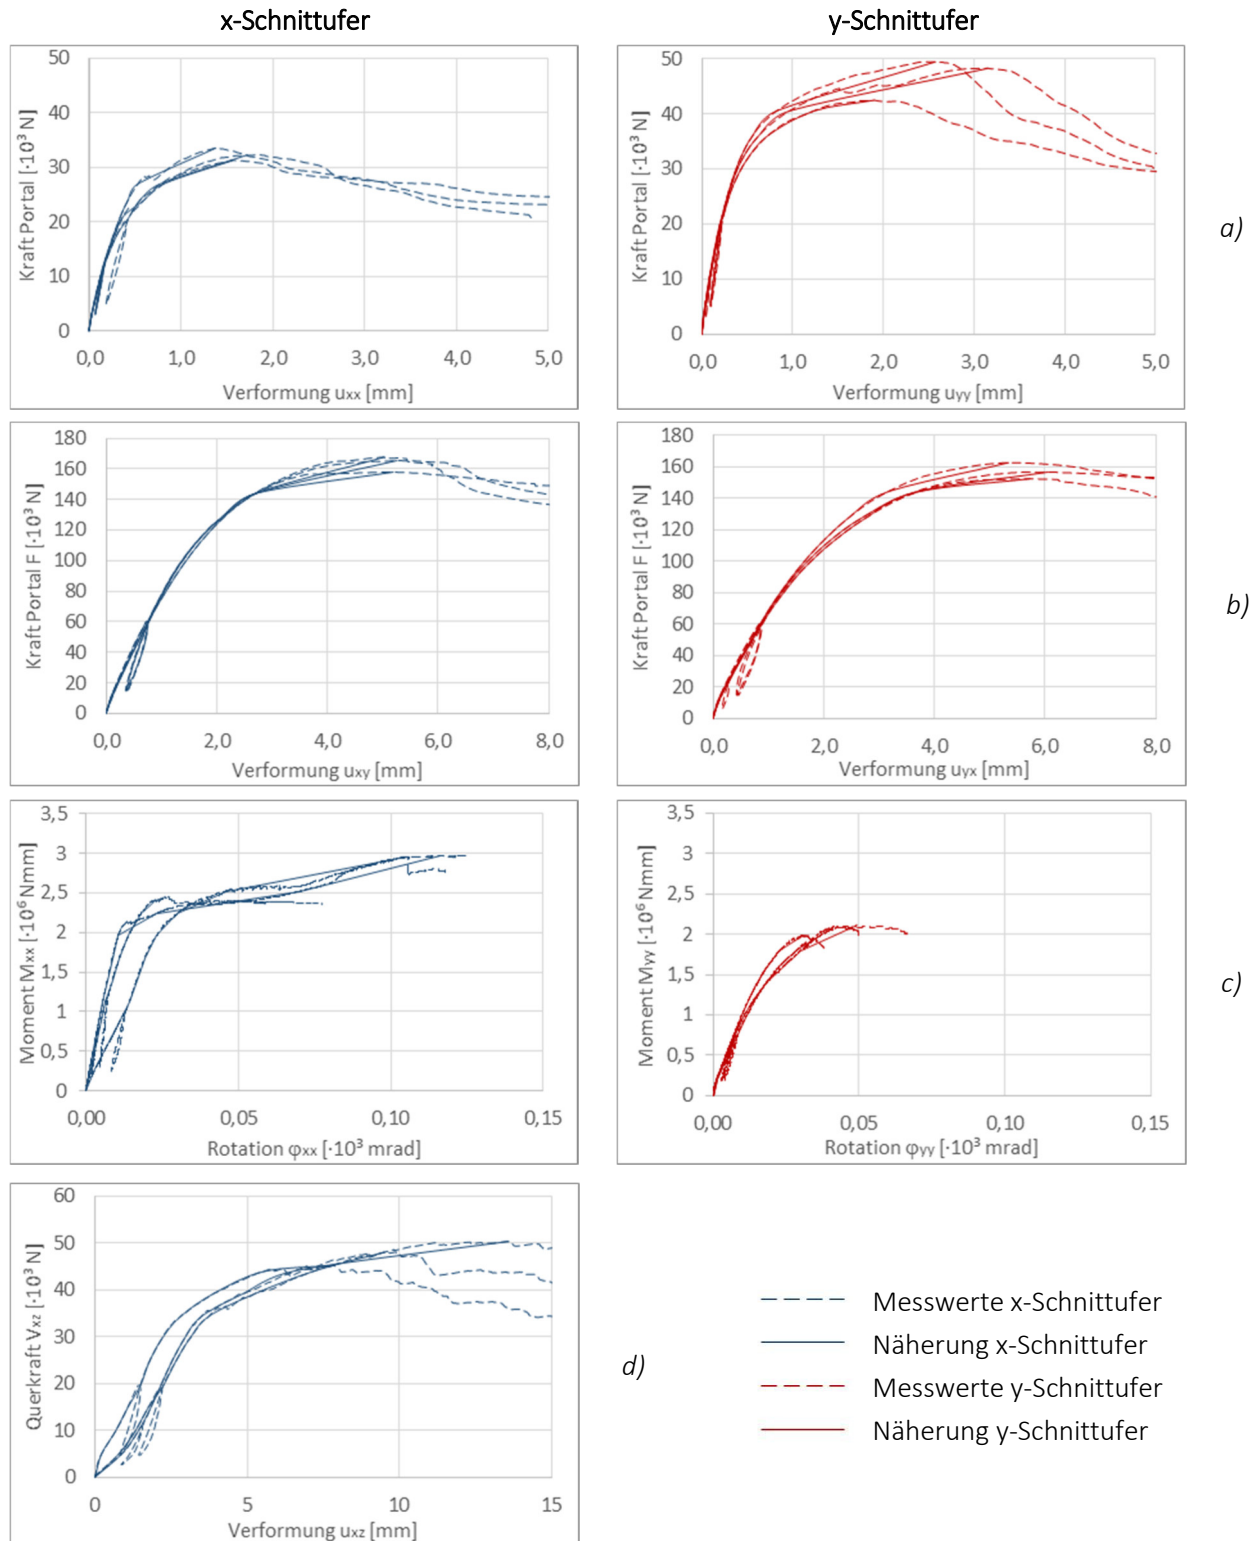 x-Schnittufer
y-Schnittufer
Kraft Portal [·10³ N]
50
40
30
20
10
0
0,0 1,0 2,0 3,0 4,0 5,0
Verformung uxx [mm]
Kraft Portal [·10³ N]
50
40
30
20
10
0
0,0 1,0 2,0 3,0 4,0 5,0
Verformung uyy [mm]
a)
Kraft Portal F [·10³ N]
180
160
140
120
100
80
60
40
20
0
0,0 2,0 4,0 6,0 8,0
Verformung uxy [mm]
Kraft Portal F [·10³ N]
180
160
140
120
100
80
60
40
20
0
0,0 2,0 4,0 6,0 8,0
Verformung uyx [mm]
b)
Moment Mxx [·10⁶ Nmm]
3,5
3
2,5
2
1,5
1
0,5
0
0,00 0,05 0,10 0,15
Rotation φxx [·10³ mrad]
Moment Myy [·10⁶ Nmm]
3,5
3
2,5
2
1,5
1
0,5
0
0,00 0,05 0,10 0,15
Rotation φyy [·10³ mrad]
c)
Querkraft Vxz [·10³ N]
60
50
40
30
20
10
0
0 5 10 15
Verformung uxz [mm]
d)
Messwerte x-Schnittufer
Näherung x-Schnittufer
Messwerte y-Schnittufer
Näherung y-Schnittufer